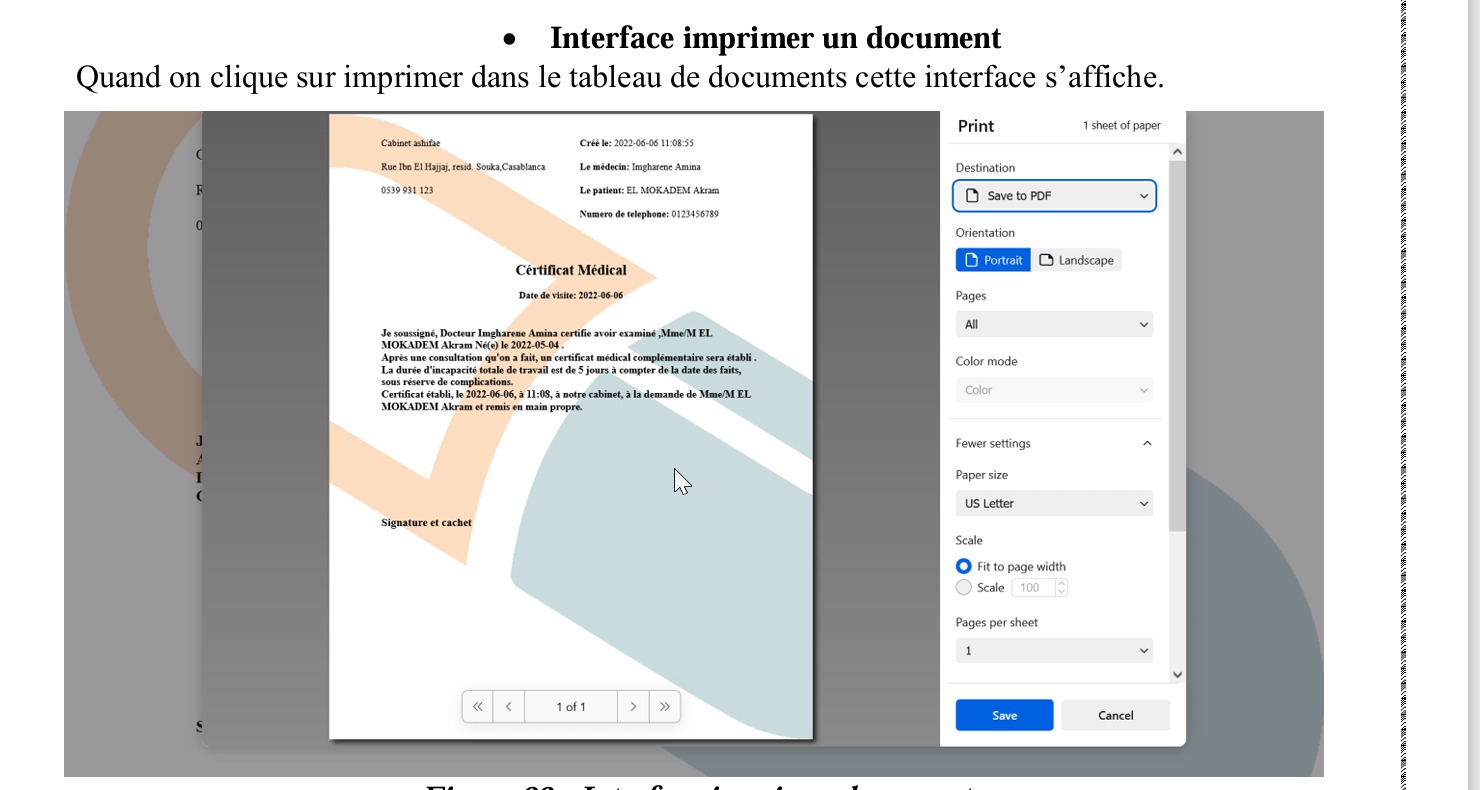 • Interface imprimer un document
Quand on clique sur imprimer dans le tableau de documents cette interface s’affiche.
Cabinet ashifae
Rue Ibn El Hajjaj, resid. Souka,Casablanca
0539 931 123
Créé le: 2022-06-06 11:08:55
Le médecin: Imgharene Amina
Le patient: EL MOKADEM Akram
Numero de telephone: 0123456789
Cértificat Médical
Date de visite: 2022-06-06
Je soussigné, Docteur Imgharene Amina certifie avoir examiné ,Mme/M EL
MOKADEM Akram Né(e) le 2022-05-04 .
Après une consultation qu'on a fait, un certificat médical complémentaire sera établi .
La durée d'incapacité totale de travail est de 5 jours à compter de la date des faits,
sous réserve de complications.
Certificat établi, le 2022-06-06, à 11:08, à notre cabinet, à la demande de Mme/M EL
MOKADEM Akram et remis en main propre.
Signature et cachet
1 of 1
Print
1 sheet of paper
Destination
Save to PDF
Orientation
Portrait
Landscape
Pages
All
Color mode
Color
Fewer settings
Paper size
US Letter
Scale
Fit to page width
Scale 100
Pages per sheet
1
Save
Cancel